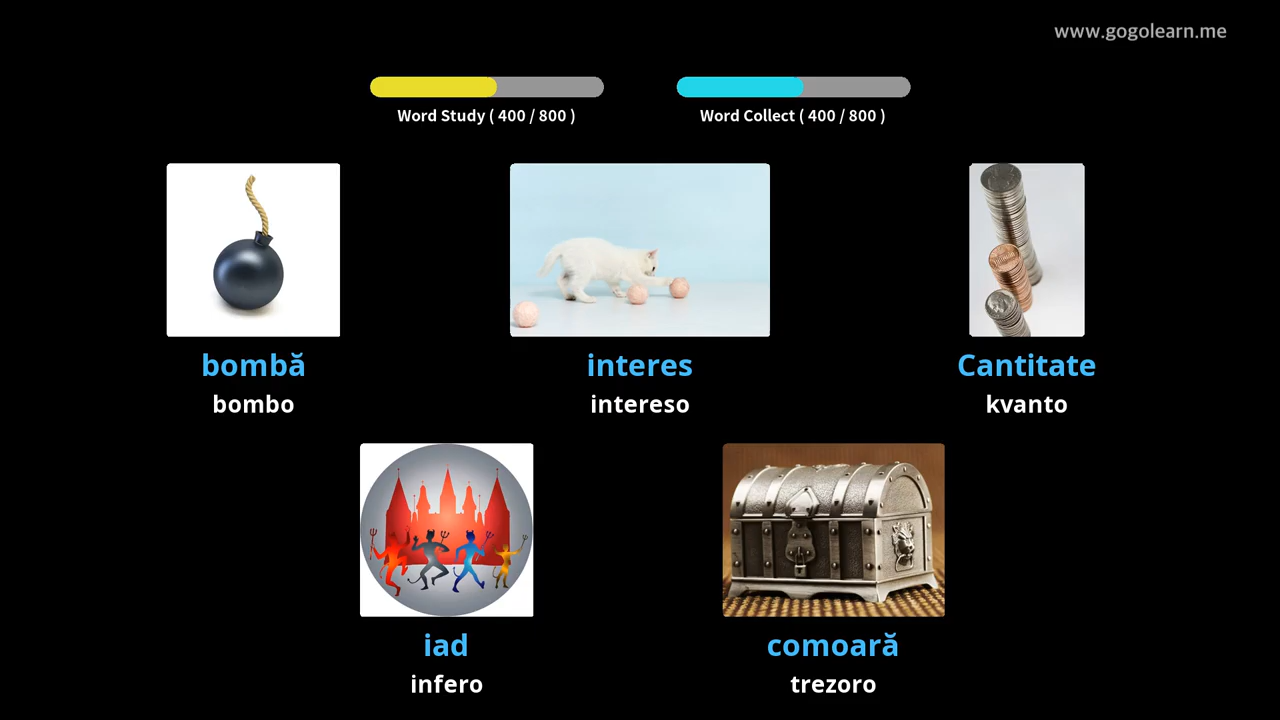 www.gogolearn.me
Word Study ( 400 / 800 )
Word Collect ( 400 / 800 )
bombă
bombo
interes
intereso
Cantitate
kvanto
iad
infero
comoară
trezoro